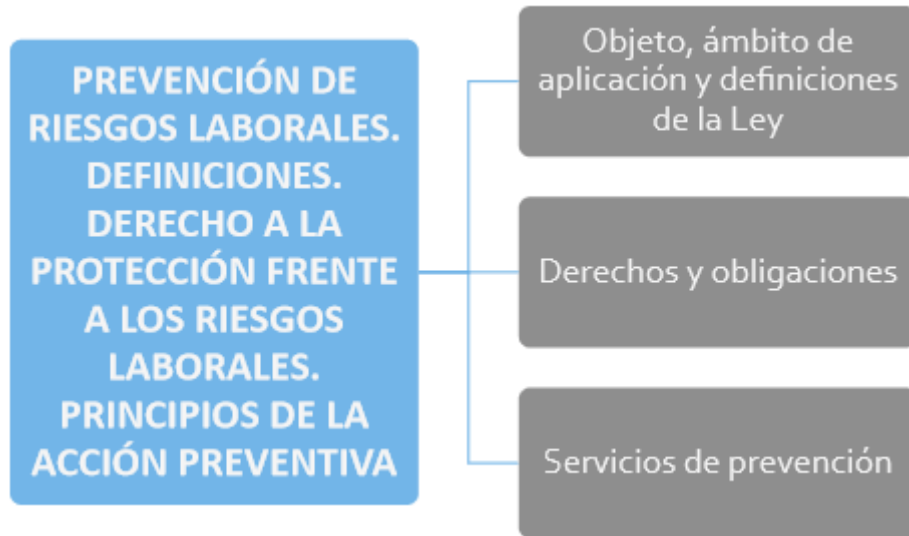 PREVENCIÓN DE
RIESGOS LABORALES.
DEFINICIONES.
DERECHO A LA
PROTECCIÓN FRENTE
A LOS RIESGOS
LABORALES.
PRINCIPIOS DE LA
ACCIÓN PREVENTIVA
Objeto, ámbito de
aplicación y definiciones
de la Ley
Derechos y obligaciones
Servicios de prevención